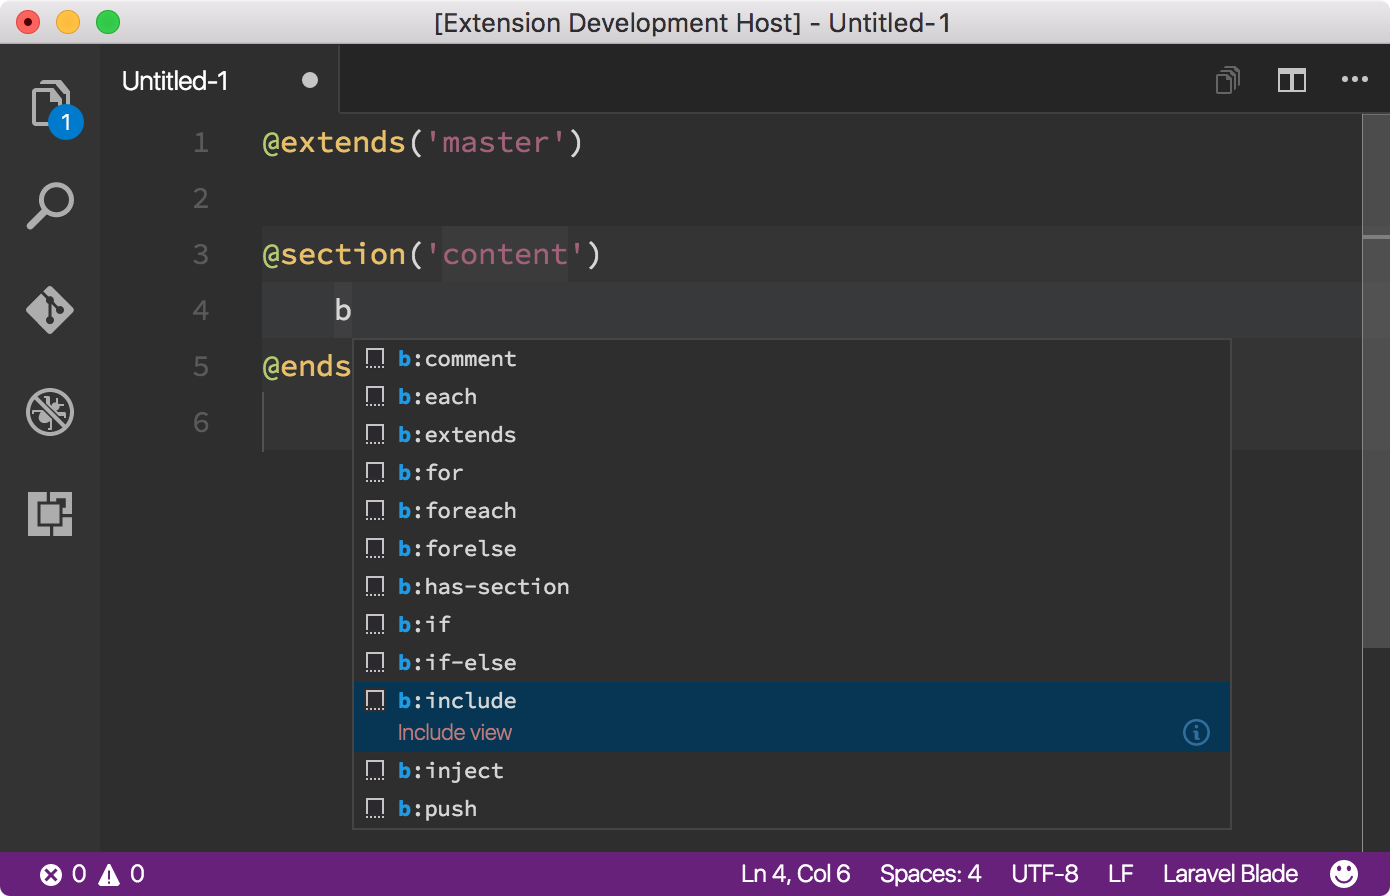 [Extension Development Host] - Untitled-1
Untitled-1
1
1 @extends('master')
2
3 @section('content')
4     b
5 @ends
6
b:comment
b:each
b:extends
b:for
b:foreach
b:forelse
b:has-section
b:if
b:if-else
b:include
Include view
b:inject
b:push
0 0 Ln 4, Col 6 Spaces: 4 UTF-8 LF Laravel Blade